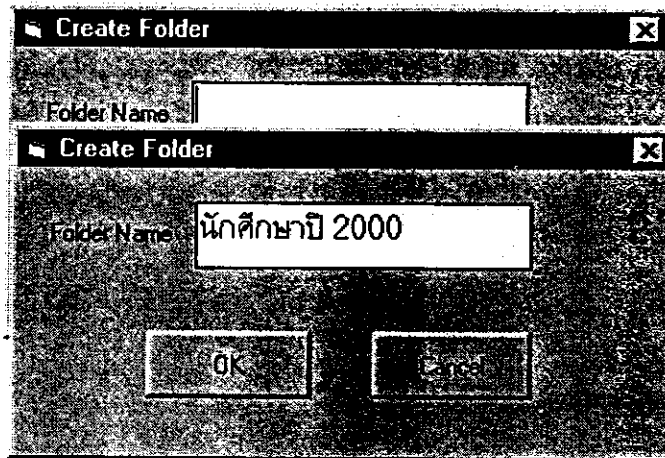 Create Folder
Folder Name
Create Folder
Folder Name นักศึกษาปี 2000
OK Cancel